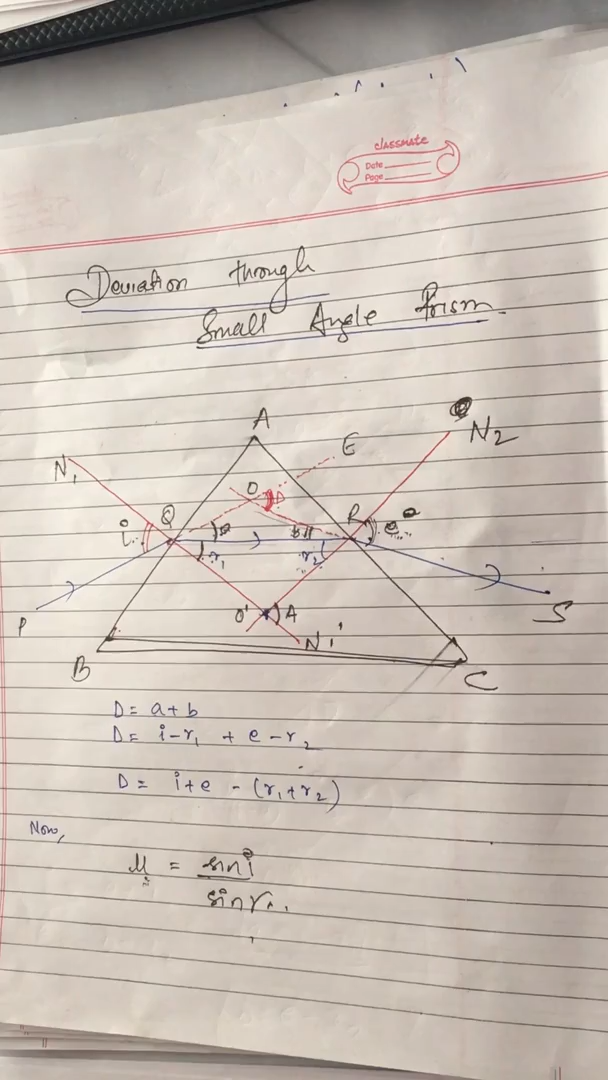 classmate
Date
Page
Deviation through
Small Angle Prism
A
E
N2
N1
O
D
i
Q
a
b
R
e
r1
r2
P
O'
A
N1'
S
B
C
D = a + b
D = i - r1 + e - r2
D = i + e - (r1 + r2)
Now,
μ = sin i
sin r1